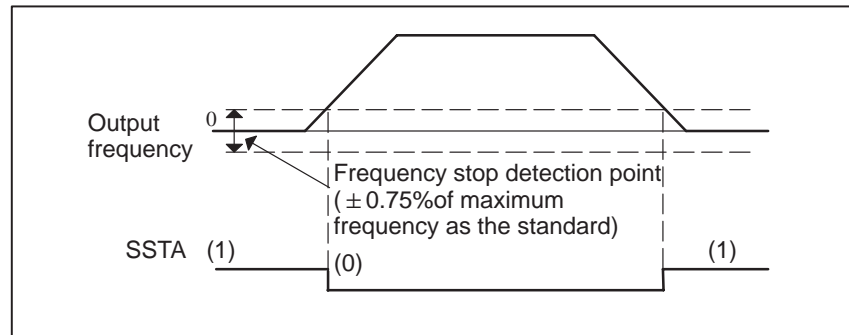 Output
frequency
0
Frequency stop detection point
( ±0.75%of maximum
frequency as the standard)
SSTA (1)
(0)
(1)